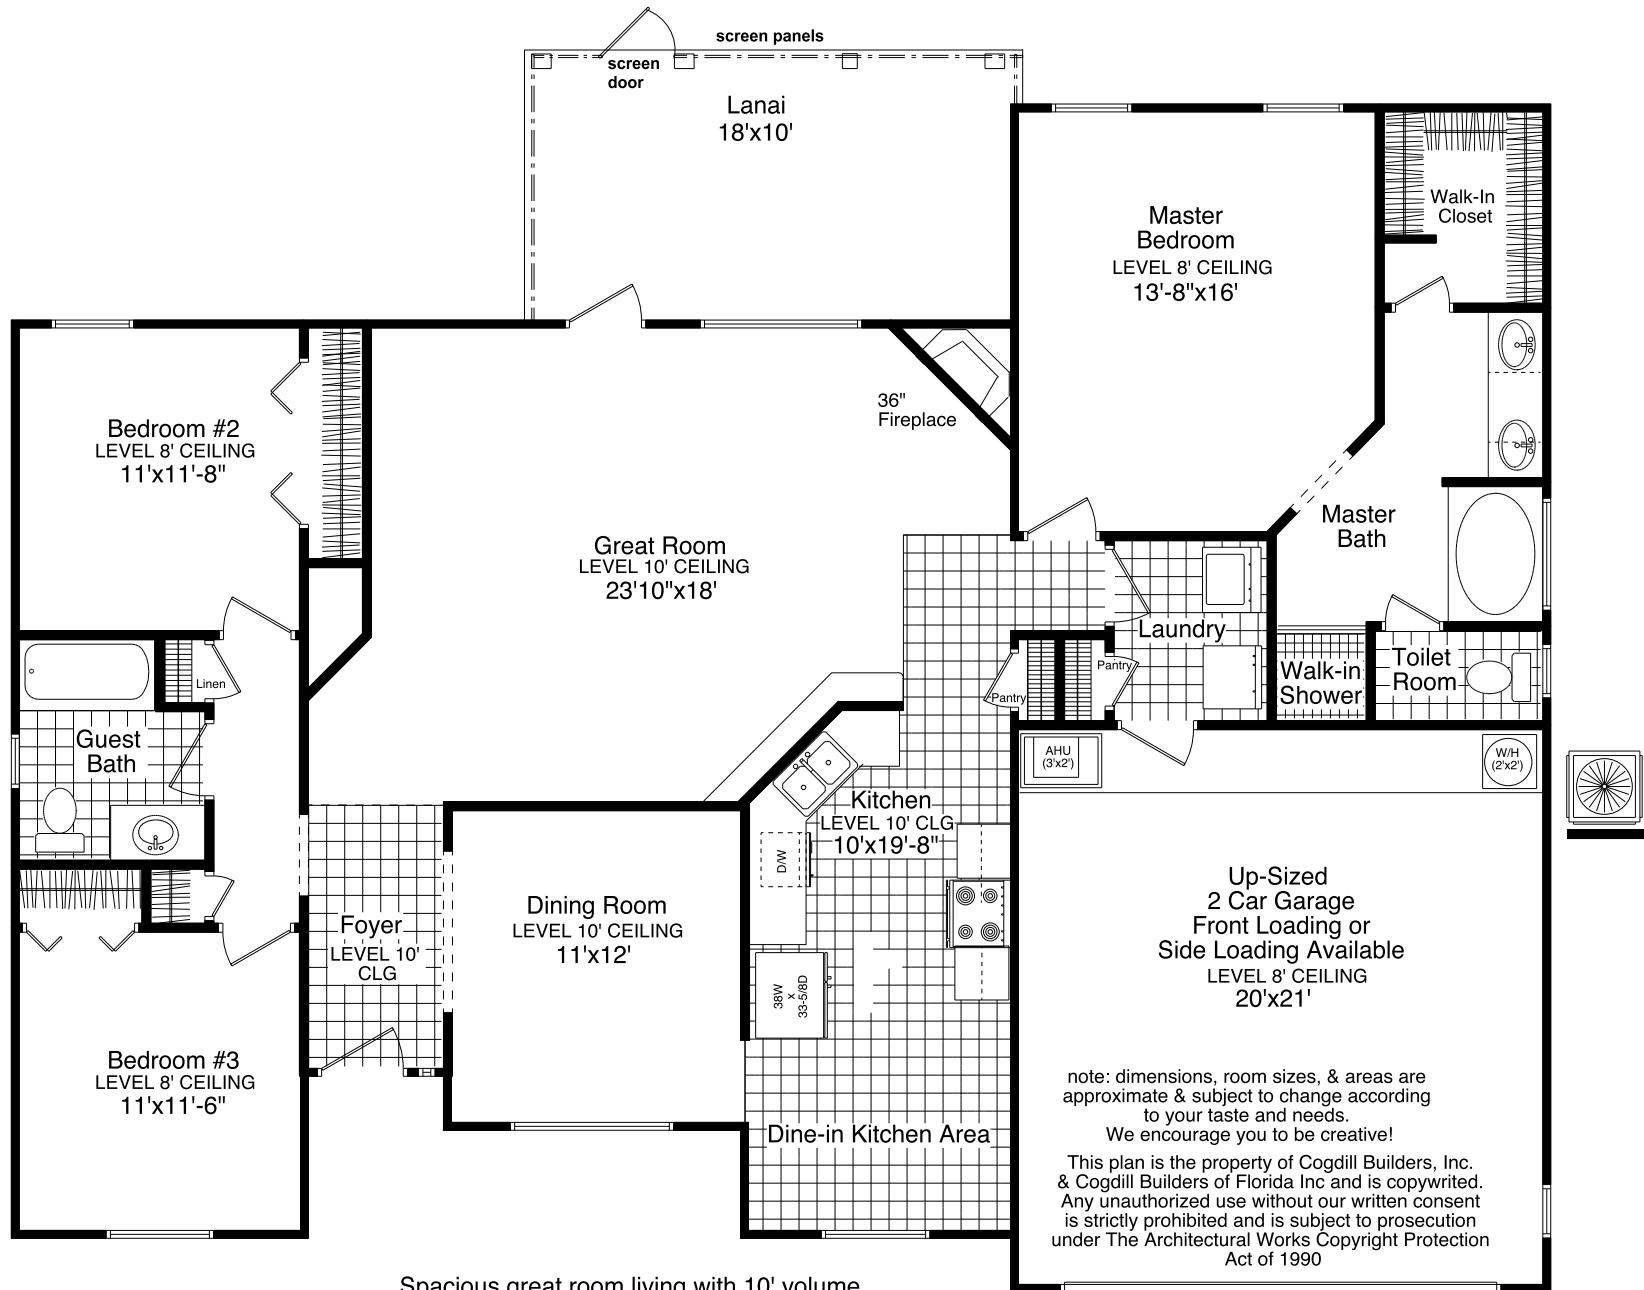 screen panels
screen
door
Lanai
18'x10'
Walk-In
Closet
Master
Bedroom
LEVEL 8' CEILING
13'-8"x16'
36"
Fireplace
Bedroom #2
LEVEL 8' CEILING
11'x11'-8"
Great Room
LEVEL 10' CEILING
23'10"x18'
Master
Bath
Laundry
Pantry
Pantry
Walk-in
Shower
Toilet
Room
Linen
Guest
Bath
AHU
(3'x2')
W/H
(2'x2')
Kitchen
LEVEL 10' CLG
10'x19'-8"
D/W
38W
x
33-5/8D
Foyer
LEVEL 10'
CLG
Dining Room
LEVEL 10' CEILING
11'x12'
Up-Sized
2 Car Garage
Front Loading or
Side Loading Available
LEVEL 8' CEILING
20'x21'
Bedroom #3
LEVEL 8' CEILING
11'x11'-6"
Dine-in Kitchen Area
note: dimensions, room sizes, & areas are
approximate & subject to change according
to your taste and needs.
We encourage you to be creative!
This plan is the property of Cogdill Builders, Inc.
& Cogdill Builders of Florida Inc and is copywrited.
Any unauthorized use without our written consent
is strictly prohibited and is subject to prosecution
under The Architectural Works Copyright Protection
Act of 1990
Spacious great room living with 10' volume